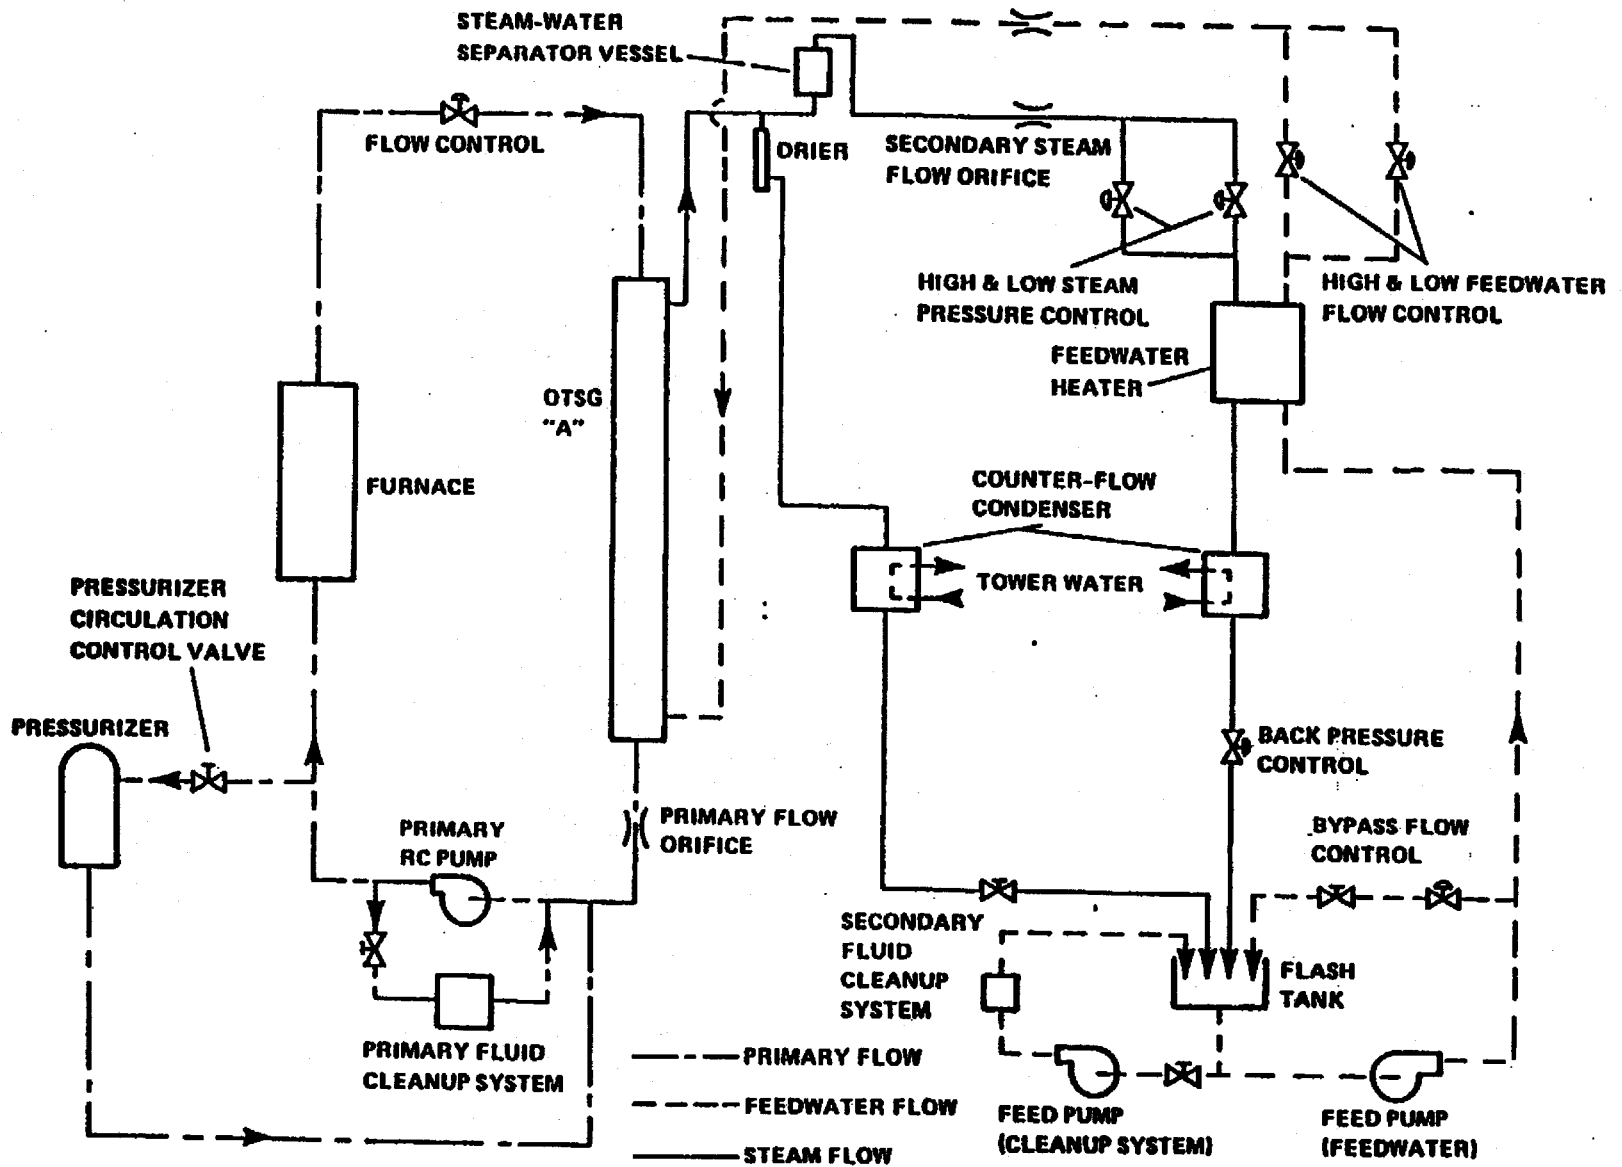 STEAM-WATER
SEPARATOR VESSEL
FLOW CONTROL
DRIER
SECONDARY STEAM
FLOW ORIFICE
HIGH & LOW STEAM
PRESSURE CONTROL
HIGH & LOW FEEDWATER
FLOW CONTROL
FEEDWATER
HEATER
OTSG
"A"
FURNACE
COUNTER-FLOW
CONDENSER
TOWER WATER
PRESSURIZER
CIRCULATION
CONTROL VALVE
PRESSURIZER
BACK PRESSURE
CONTROL
PRIMARY FLOW
ORIFICE
PRIMARY
RC PUMP
BYPASS FLOW
CONTROL
SECONDARY
FLUID
CLEANUP
SYSTEM
FLASH
TANK
PRIMARY FLUID
CLEANUP SYSTEM
PRIMARY FLOW
FEEDWATER FLOW
STEAM FLOW
FEED PUMP
(CLEANUP SYSTEM)
FEED PUMP
(FEEDWATER)